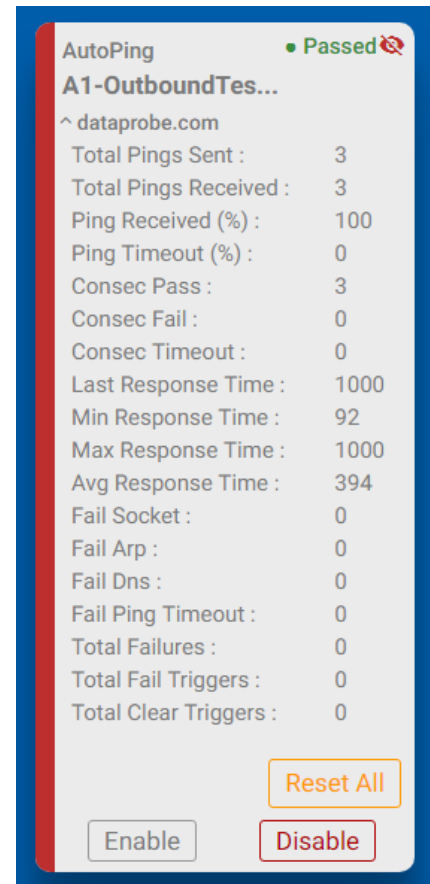 AutoPing
● Passed
A1-OutboundTes...
^ dataprobe.com
Total Pings Sent : 3
Total Pings Received : 3
Ping Received (%) : 100
Ping Timeout (%) : 0
Consec Pass : 3
Consec Fail : 0
Consec Timeout : 0
Last Response Time : 1000
Min Response Time : 92
Max Response Time : 1000
Avg Response Time : 394
Fail Socket : 0
Fail Arp : 0
Fail Dns : 0
Fail Ping Timeout : 0
Total Failures : 0
Total Fail Triggers : 0
Total Clear Triggers : 0
Reset All
Enable Disable